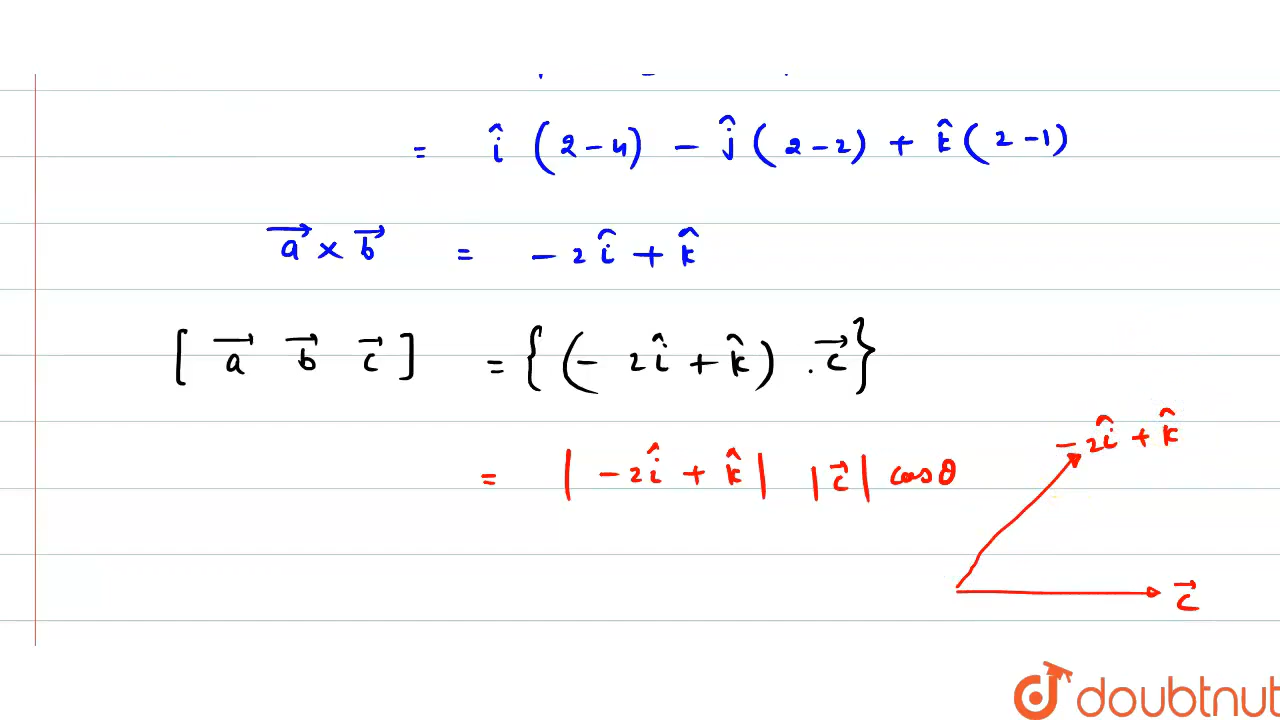 = î (2-4) - ĵ (2-2) + k̂ (2-1)
a⃗ × b⃗ = -2î + k̂
[ a⃗ b⃗ c⃗ ] = {(-2î + k̂) . c⃗}
= |-2î + k̂| |c⃗| cosθ
-2î + k̂
c⃗
doubtnut